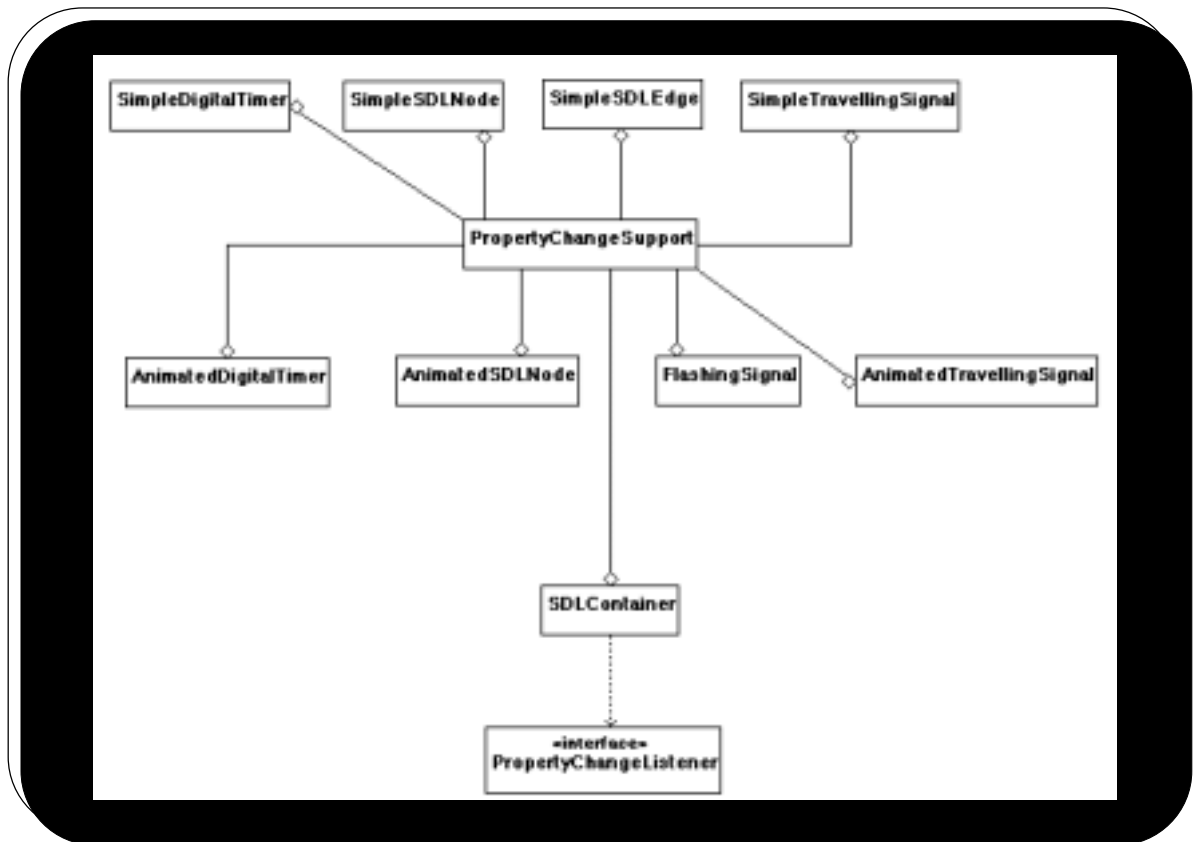 SimpleDigitalTimer
SimpleSDLNode
SimpleSDLEdge
SimpleTravellingSignal
PropertyChangeSupport
AnimatedDigitalTimer
AnimatedSDLNode
FlashingSignal
AnimatedTravellingSignal
SDLContainer
«interface»
PropertyChangeListener